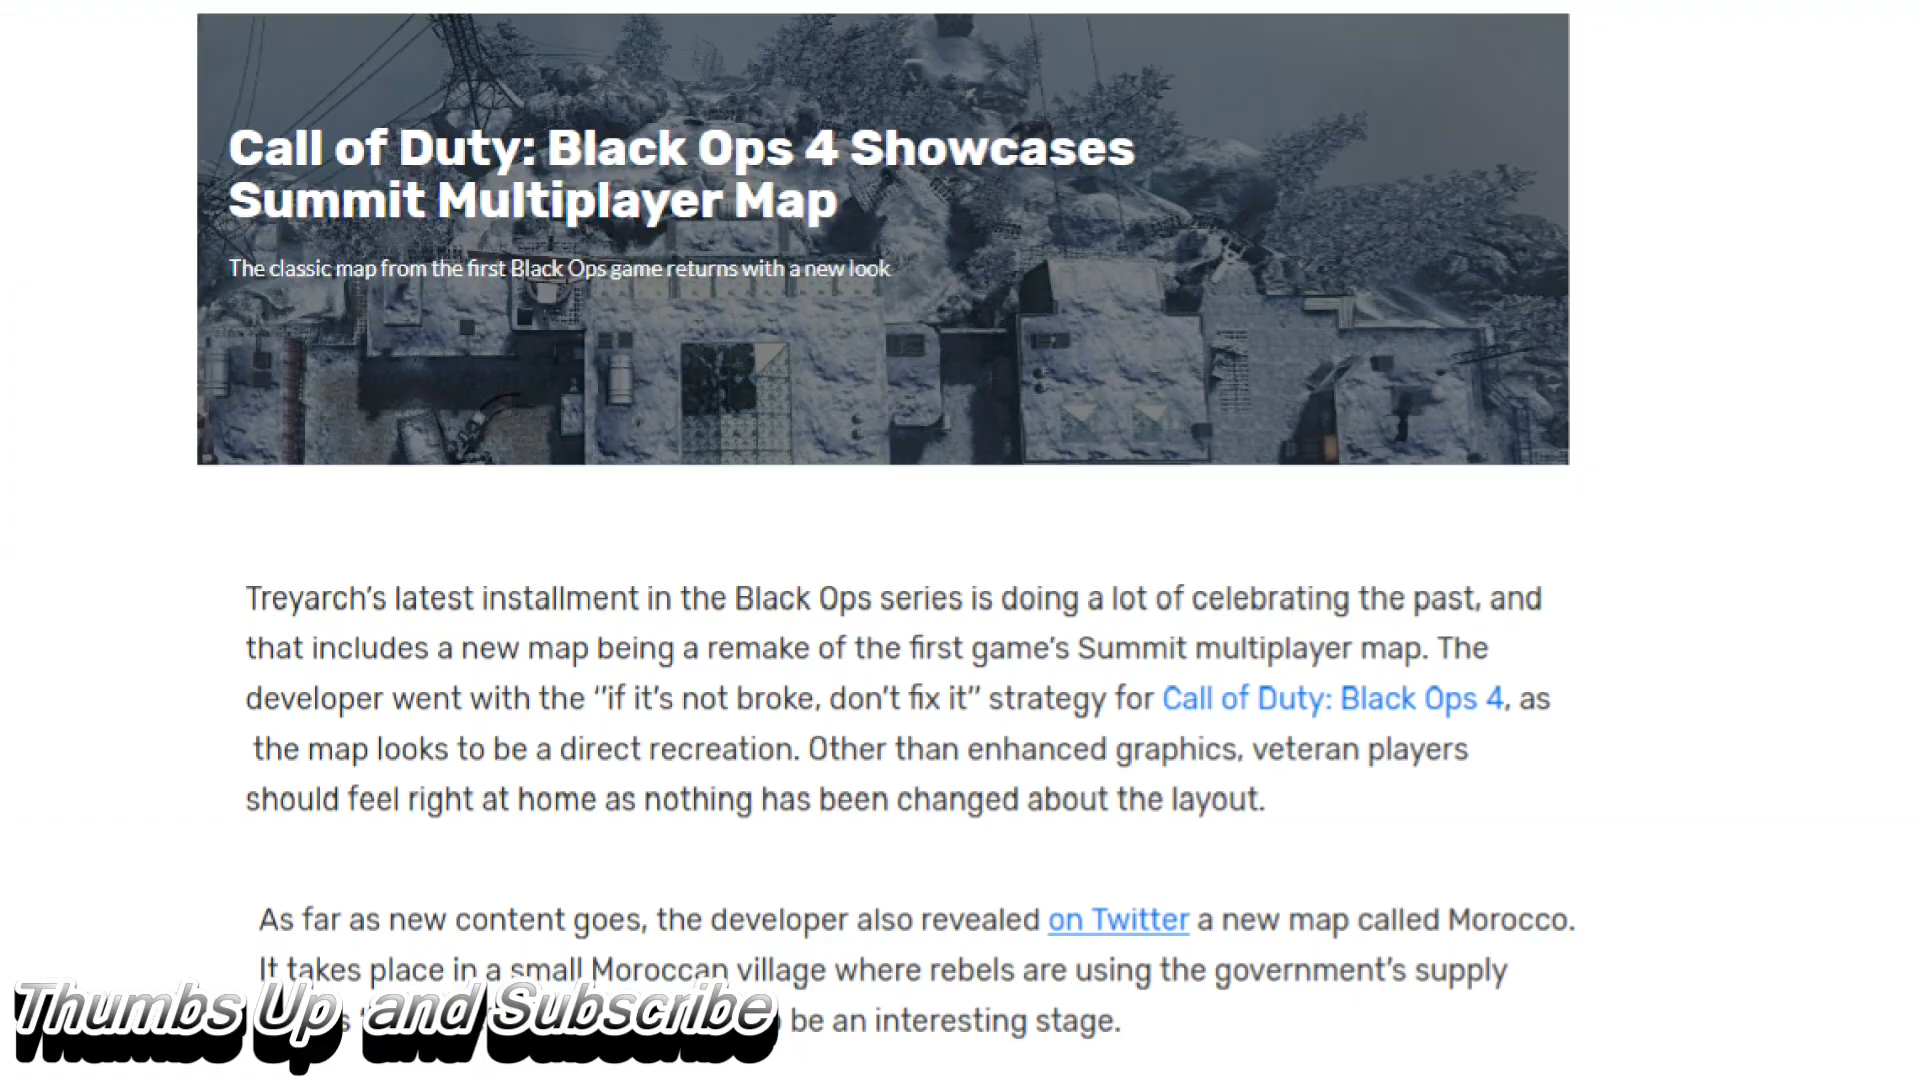 Call of Duty: Black Ops 4 Showcases
Summit Multiplayer Map
The classic map from the first Black Ops game returns with a new look
Treyarch’s latest installment in the Black Ops series is doing a lot of celebrating the past, and
that includes a new map being a remake of the first game’s Summit multiplayer map. The
developer went with the “if it’s not broke, don’t fix it” strategy for Call of Duty: Black Ops 4, as
the map looks to be a direct recreation. Other than enhanced graphics, veteran players
should feel right at home as nothing has been changed about the layout.
As far as new content goes, the developer also revealed on Twitter a new map called Morocco.
It takes place in a small Moroccan village where rebels are using the government’s supply
be an interesting stage.
Thumbs Up and Subscribe